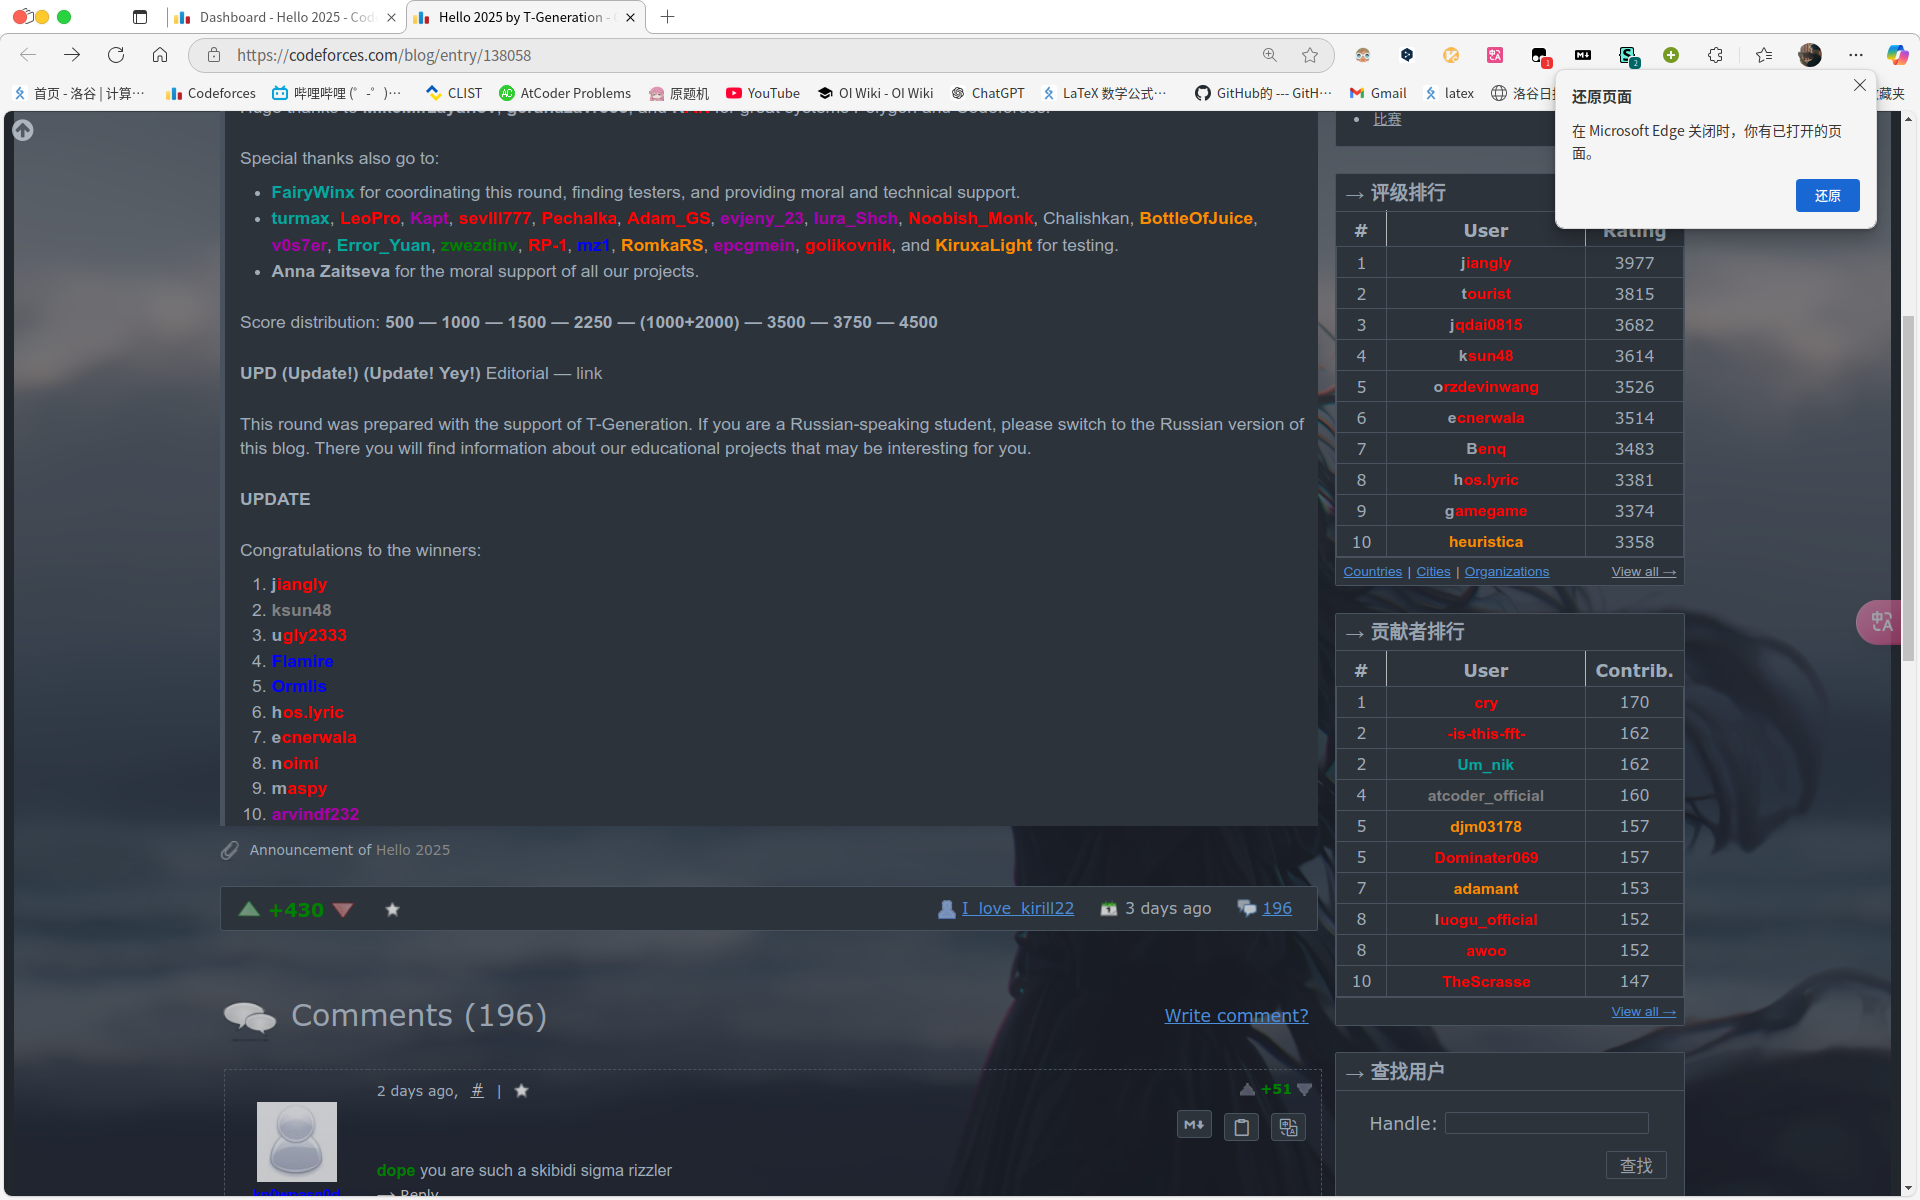 Dashboard - Hello 2025 - Cod
Hello 2025 by T-Generation -
https://codeforces.com/blog/entry/138058
首页 - 洛谷 | 计算…
Codeforces
哔哩哔哩 (゜-゜)…
CLIST
AtCoder Problems
原题机
YouTube
OI Wiki - OI Wiki
ChatGPT
LaTeX 数学公式…
GitHub的 --- GitH…
Gmail
latex
洛谷日
藏夹
1
2
还原页面
在 Microsoft Edge 关闭时，你有已打开的页
面。
还原
Special thanks also go to:
FairyWinx for coordinating this round, finding testers, and providing moral and technical support.
turmax, LeoPro, Kapt, sevlll777, Pechalka, Adam_GS, evjeny_23, lura_Shch, Noobish_Monk, Chalishkan, BottleOfJuice,
v0s7er, Error_Yuan, zwezdinv, RP-1, mz1, RomkaRS, epcgmein, golikovnik, and KiruxaLight for testing.
Anna Zaitseva for the moral support of all our projects.
Score distribution: 500 — 1000 — 1500 — 2250 — (1000+2000) — 3500 — 3750 — 4500
UPD (Update!) (Update! Yey!) Editorial — link
This round was prepared with the support of T-Generation. If you are a Russian-speaking student, please switch to the Russian version of
this blog. There you will find information about our educational projects that may be interesting for you.
UPDATE
Congratulations to the winners:
1. jiangly
2. ksun48
3. ugly2333
4. Flamire
5. Ormlis
6. hos.lyric
7. ecnerwala
8. noimi
9. maspy
10. arvindf232
Announcement of Hello 2025
+430
I_love_kirill22
3 days ago
196
Comments (196)
Write comment?
2 days ago, # |
+51
M
dope you are such a skibidi sigma rizzler
→ Reply
比赛
→ 评级排行
# User Rating
1 jiangly 3977
2 tourist 3815
3 jqdai0815 3682
4 ksun48 3614
5 orzdevinwang 3526
6 ecnerwala 3514
7 Benq 3483
8 hos.lyric 3381
9 gamegame 3374
10 heuristica 3358
Countries | Cities | Organizations View all →
→ 贡献者排行
# User Contrib.
1 cry 170
2 -is-this-fft- 162
2 Um_nik 162
4 atcoder_official 160
5 djm03178 157
5 Dominater069 157
7 adamant 153
8 luogu_official 152
8 awoo 152
10 TheScrasse 147
View all →
→ 查找用户
Handle:
查找